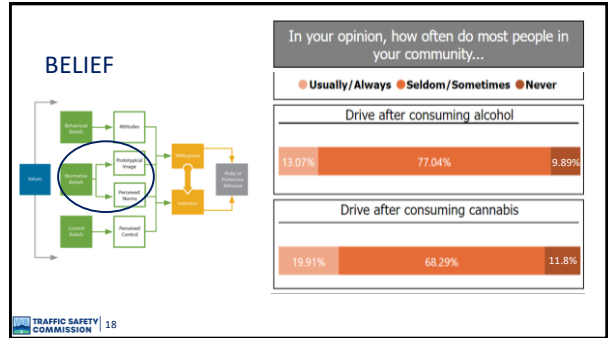 BELIEF
Values
Behavioral
Beliefs
Attitudes
Normative
Beliefs
Prototypical
Image
Perceived
Norms
Control
Beliefs
Perceived
Control
Willingness
Intention
Risky or
Protective
Behavior
In your opinion, how often do most people in
your community...
Usually/Always Seldom/Sometimes Never
Drive after consuming alcohol
13.07% 77.04% 9.89%
Drive after consuming cannabis
19.91% 68.29% 11.8%
WA TRAFFIC SAFETY
COMMISSION 18